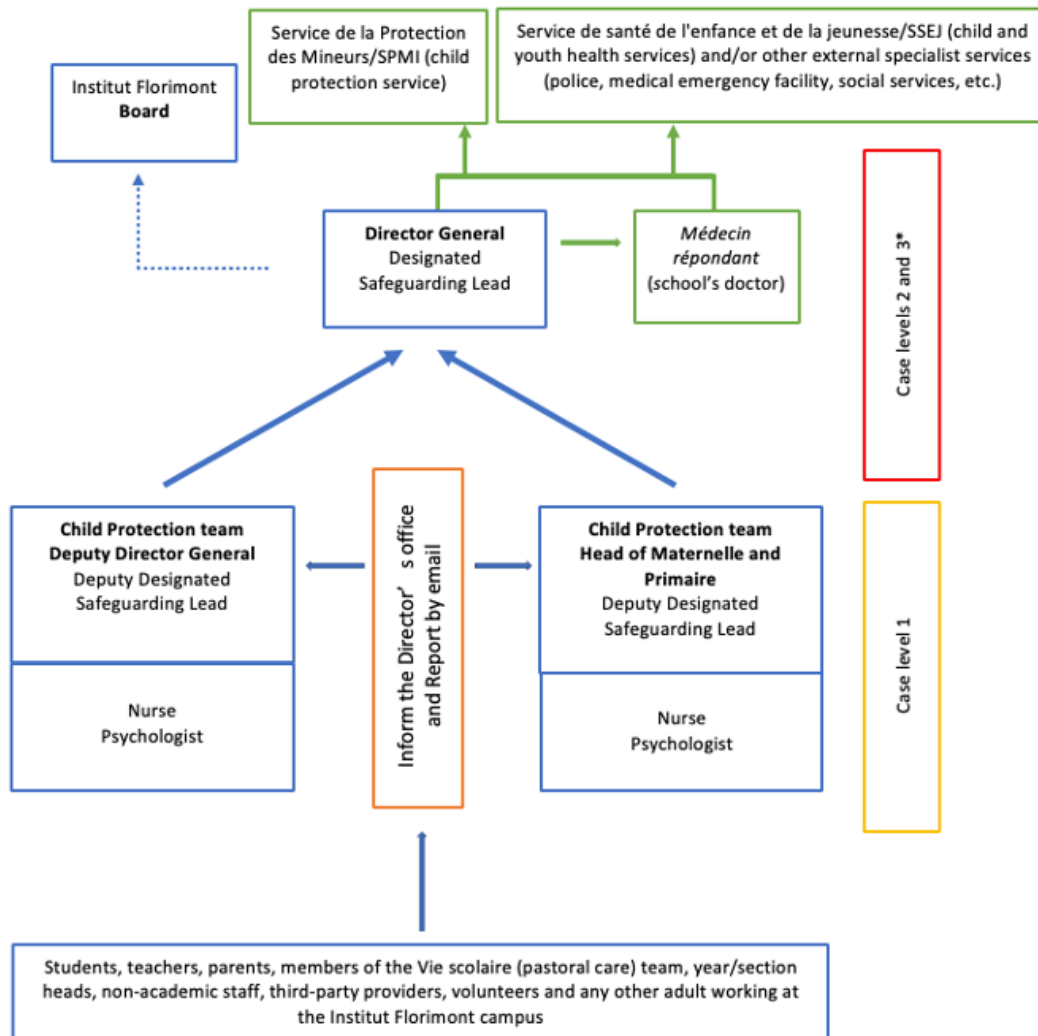 Service de la Protection
des Mineurs/SPMI (child
protection service)
Service de santé de l'enfance et de la jeunesse/SSEJ (child and
youth health services) and/or other external specialist services
(police, medical emergency facility, social services, etc.)
Institut Florimont
Board
Director General
Designated
Safeguarding Lead
Médecin
répondant
(school's doctor)
Case levels 2 and 3*
Child Protection team
Deputy Director General
Deputy Designated
Safeguarding Lead
Nurse
Psychologist
Inform the Director' s office
and Report by email
Child Protection team
Head of Maternelle and
Primaire
Deputy Designated
Safeguarding Lead
Nurse
Psychologist
Case level 1
Students, teachers, parents, members of the Vie scolaire (pastoral care) team, year/section
heads, non-academic staff, third-party providers, volunteers and any other adult working at
the Institut Florimont campus